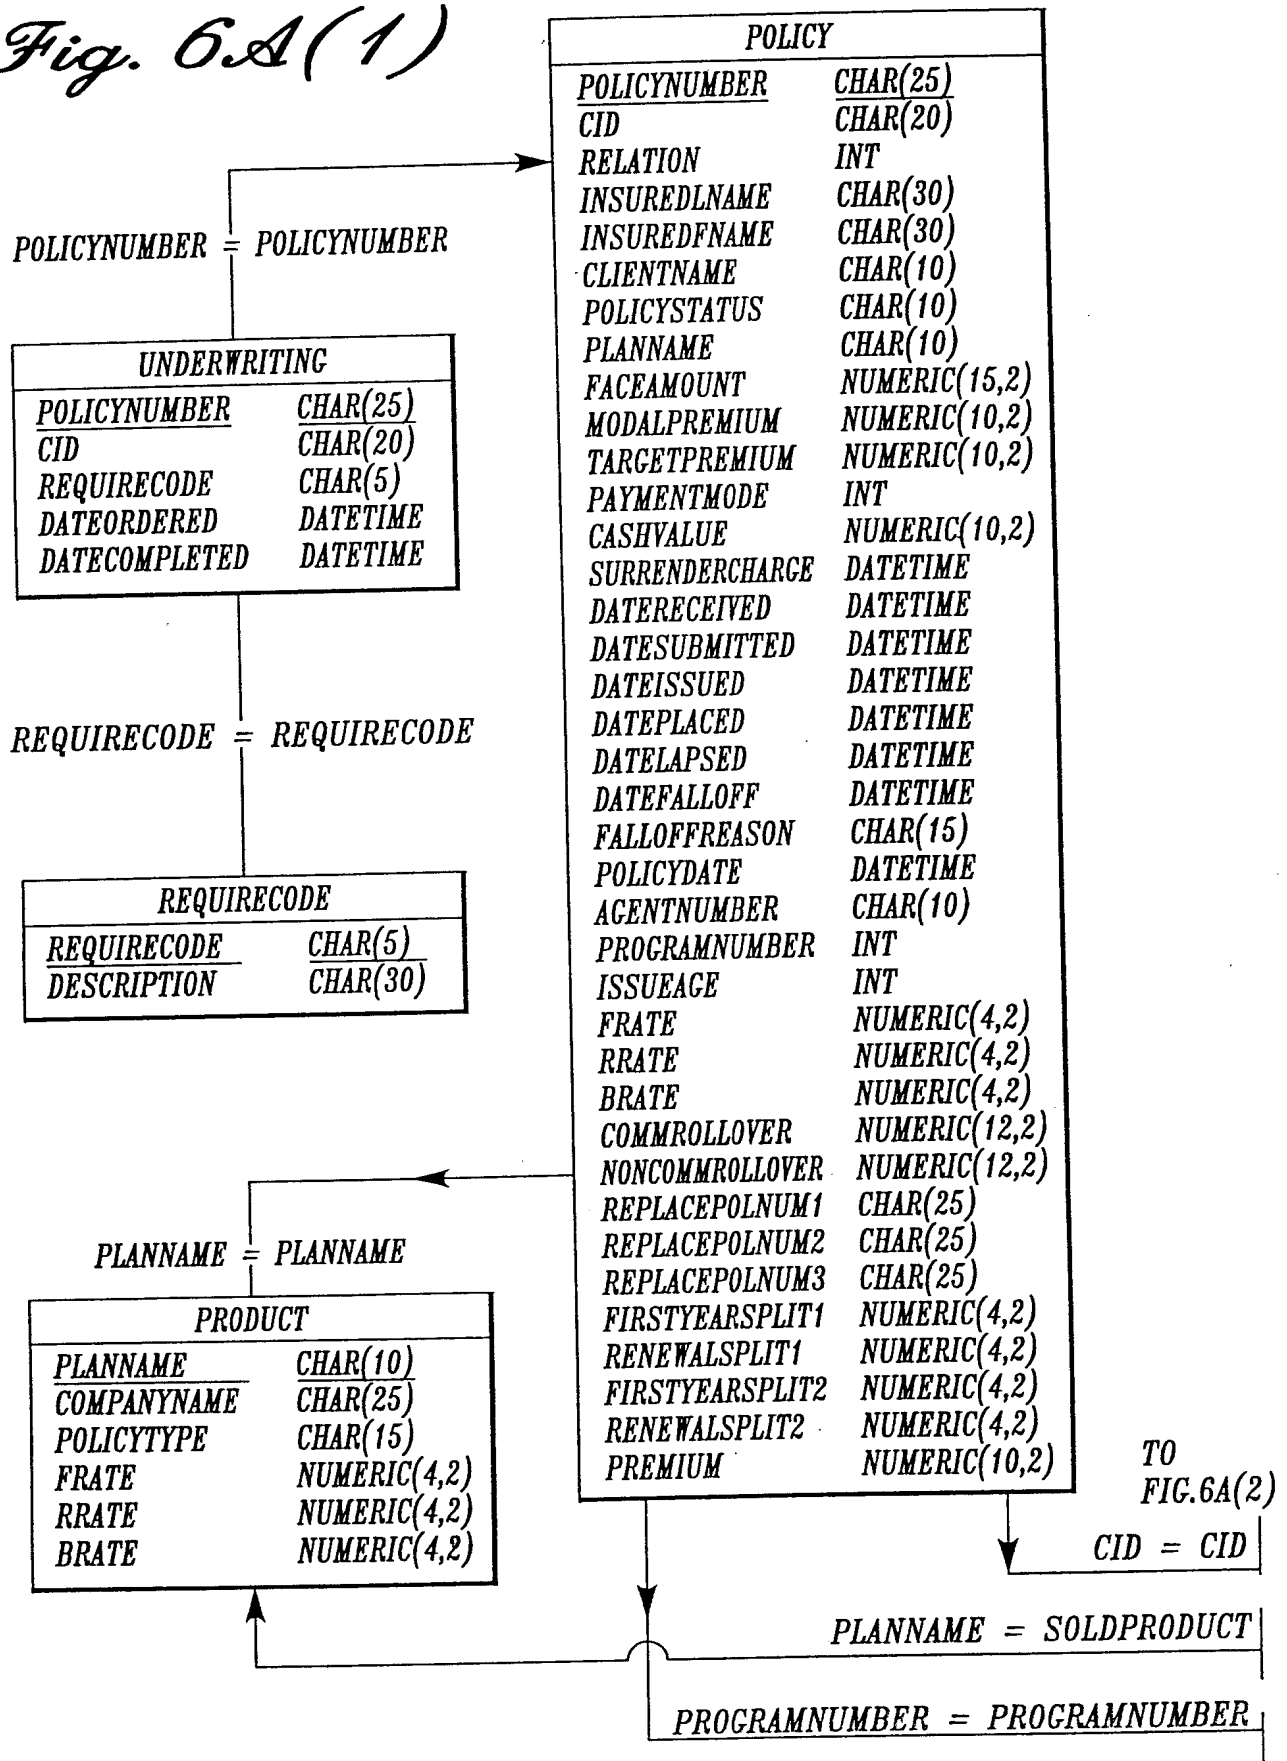 Fig. 6A(1)
POLICY
POLICYNUMBER CHAR(25)
CID CHAR(20)
RELATION INT
INSUREDLNAME CHAR(30)
INSUREDFNAME CHAR(30)
CLIENTNAME CHAR(10)
POLICYSTATUS CHAR(10)
PLANNAME CHAR(10)
FACEAMOUNT NUMERIC(15,2)
MODALPREMIUM NUMERIC(10,2)
TARGETPREMIUM NUMERIC(10,2)
PAYMENTMODE INT
CASHVALUE NUMERIC(10,2)
SURRENDERCHARGE DATETIME
DATERECEIVED DATETIME
DATESUBMITTED DATETIME
DATEISSUED DATETIME
DATEPLACED DATETIME
DATELAPSED DATETIME
DATEFALLOFF DATETIME
FALLOFFREASON CHAR(15)
POLICYDATE DATETIME
AGENTNUMBER CHAR(10)
PROGRAMNUMBER INT
ISSUEAGE INT
FRATE NUMERIC(4,2)
RRATE NUMERIC(4,2)
BRATE NUMERIC(4,2)
COMMROLLOVER NUMERIC(12,2)
NONCOMMROLLOVER NUMERIC(12,2)
REPLACEPOLNUM1 CHAR(25)
REPLACEPOLNUM2 CHAR(25)
REPLACEPOLNUM3 CHAR(25)
FIRSTYEARSPLIT1 NUMERIC(4,2)
RENEWALSPLIT1 NUMERIC(4,2)
FIRSTYEARSPLIT2 NUMERIC(4,2)
RENEWALSPLIT2 NUMERIC(4,2)
PREMIUM NUMERIC(10,2)
POLICYNUMBER = POLICYNUMBER
UNDERWRITING
POLICYNUMBER CHAR(25)
CID CHAR(20)
REQUIRECODE CHAR(5)
DATEORDERED DATETIME
DATECOMPLETED DATETIME
REQUIRECODE = REQUIRECODE
REQUIRECODE
REQUIRECODE CHAR(5)
DESCRIPTION CHAR(30)
PLANNAME = PLANNAME
PRODUCT
PLANNAME CHAR(10)
COMPANYNAME CHAR(25)
POLICYTYPE CHAR(15)
FRATE NUMERIC(4,2)
RRATE NUMERIC(4,2)
BRATE NUMERIC(4,2)
TO
FIG.6A(2)
CID = CID
PLANNAME = SOLDPRODUCT
PROGRAMNUMBER = PROGRAMNUMBER